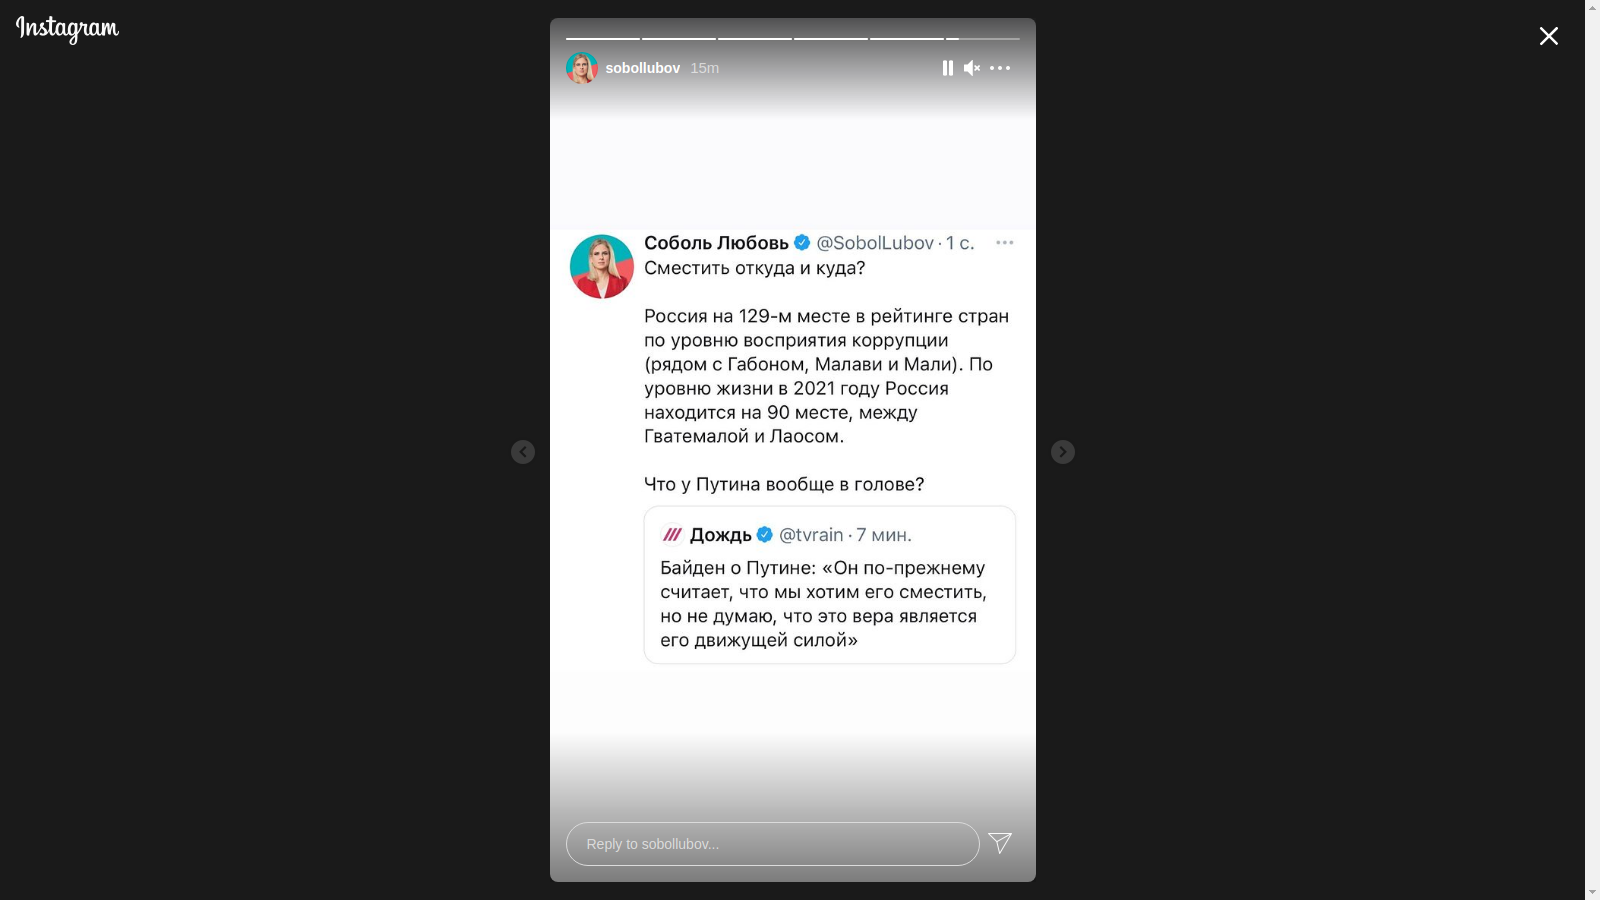 Instagram
sobollubov 15m
Соболь Любовь @SobolLubov · 1 с.
Сместить откуда и куда?
Россия на 129-м месте в рейтинге стран
по уровню восприятия коррупции
(рядом с Габоном, Малави и Мали). По
уровню жизни в 2021 году Россия
находится на 90 месте, между
Гватемалой и Лаосом.
Что у Путина вообще в голове?
Дождь @tvrain · 7 мин.
Байден о Путине: «Он по-прежнему
считает, что мы хотим его сместить,
но не думаю, что это вера является
его движущей силой»
Reply to sobollubov...